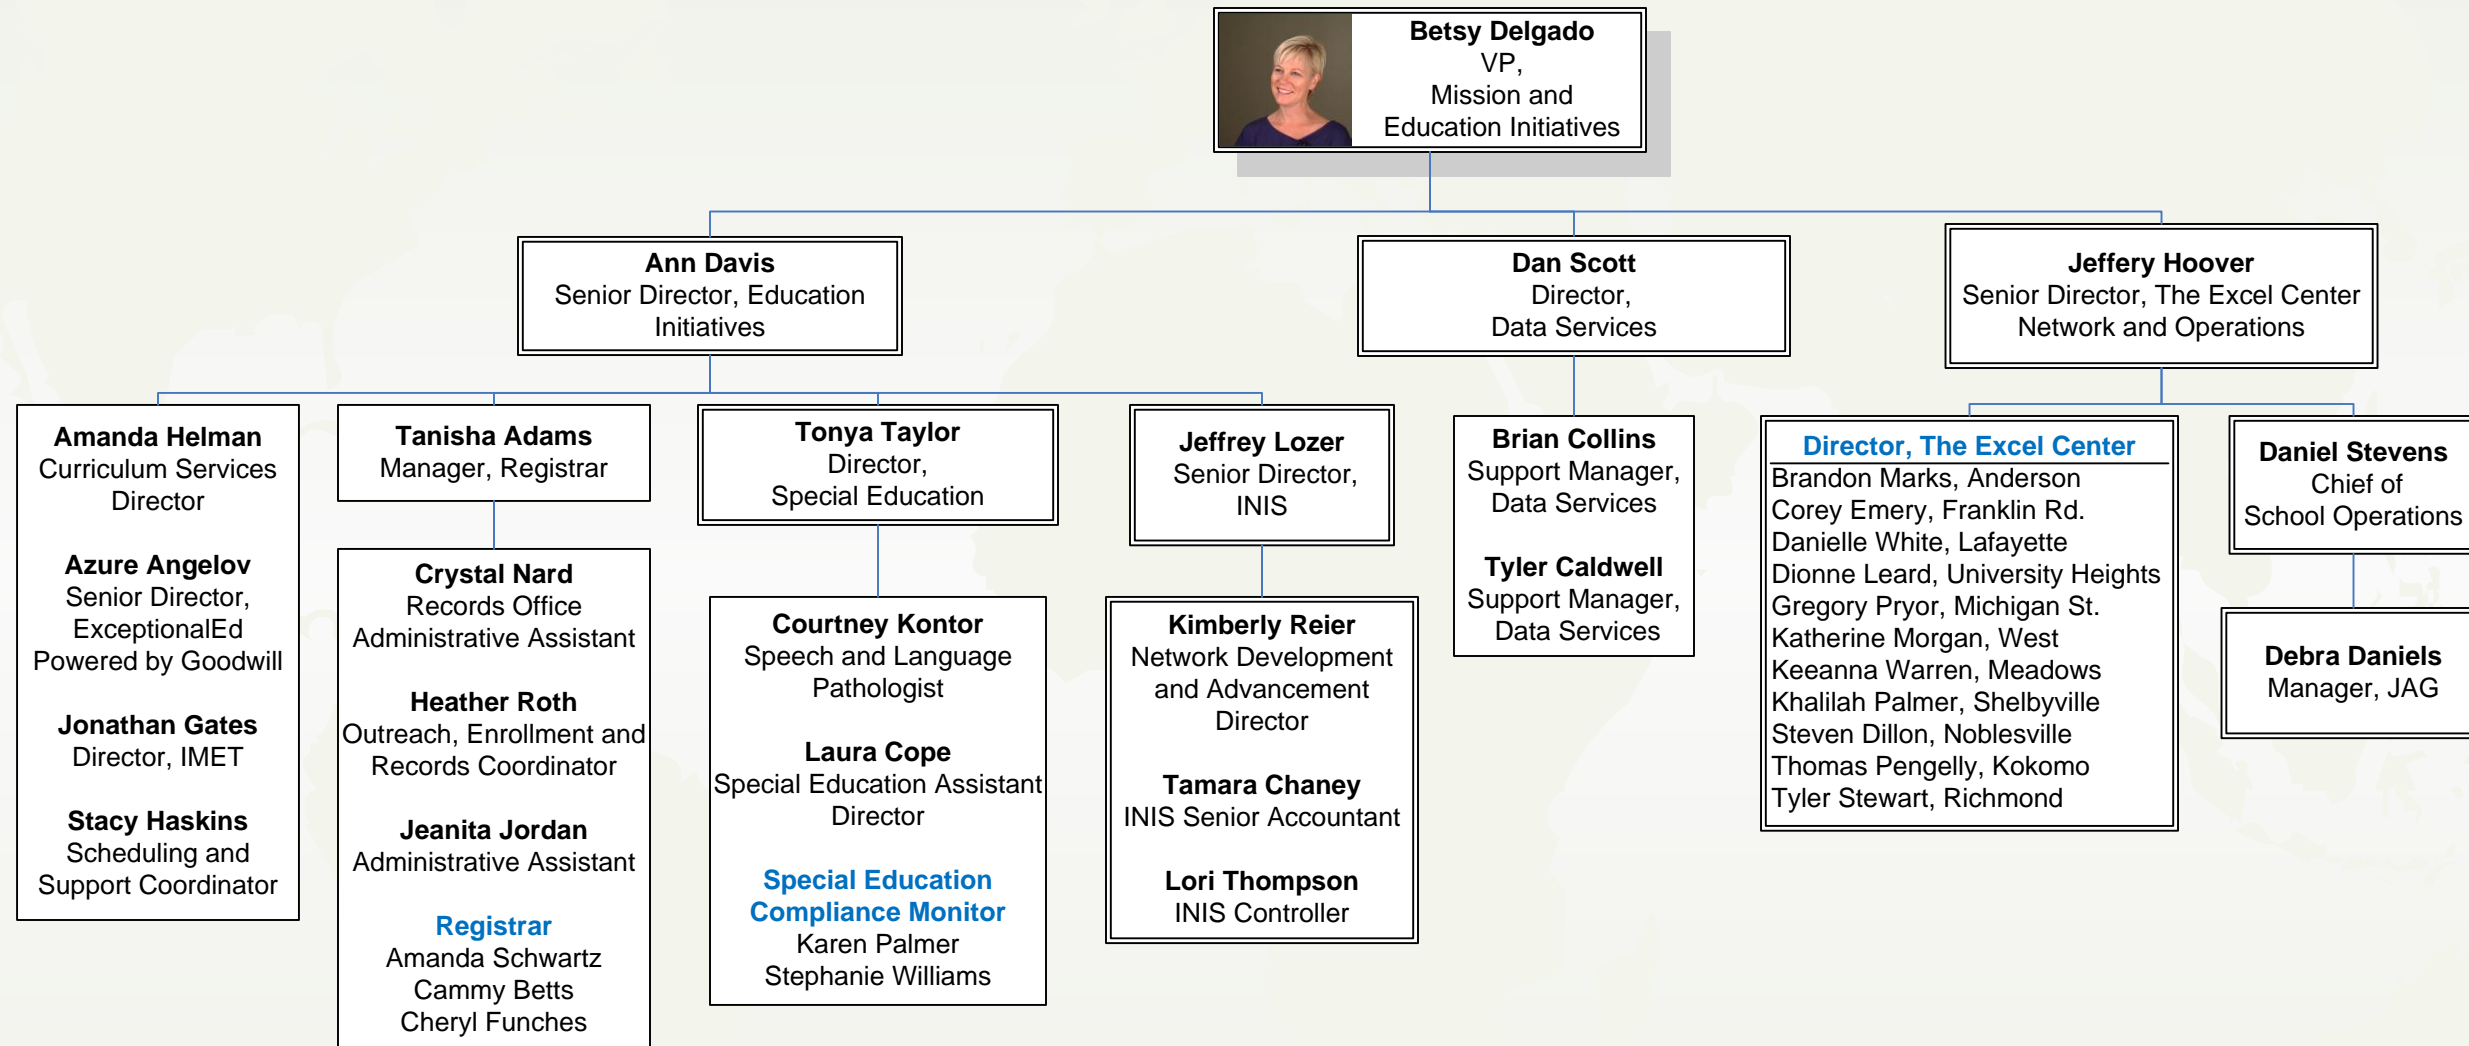 Betsy Delgado
VP,
Mission and
Education Initiatives
Ann Davis
Senior Director, Education
Initiatives
Dan Scott
Director,
Data Services
Jeffery Hoover
Senior Director, The Excel Center
Network and Operations
Amanda Helman
Curriculum Services
Director
Azure Angelov
Senior Director,
ExceptionalEd
Powered by Goodwill
Jonathan Gates
Director, IMET
Stacy Haskins
Scheduling and
Support Coordinator
Tanisha Adams
Manager, Registrar
Crystal Nard
Records Office
Administrative Assistant
Heather Roth
Outreach, Enrollment and
Records Coordinator
Jeanita Jordan
Administrative Assistant
Registrar
Amanda Schwartz
Cammy Betts
Cheryl Funches
Tonya Taylor
Director,
Special Education
Courtney Kontor
Speech and Language
Pathologist
Laura Cope
Special Education Assistant
Director
Special Education
Compliance Monitor
Karen Palmer
Stephanie Williams
Jeffrey Lozer
Senior Director,
INIS
Kimberly Reier
Network Development
and Advancement
Director
Tamara Chaney
INIS Senior Accountant
Lori Thompson
INIS Controller
Brian Collins
Support Manager,
Data Services
Tyler Caldwell
Support Manager,
Data Services
Director, The Excel Center
Brandon Marks, Anderson
Corey Emery, Franklin Rd.
Danielle White, Lafayette
Dionne Leard, University Heights
Gregory Pryor, Michigan St.
Katherine Morgan, West
Keeanna Warren, Meadows
Khalilah Palmer, Shelbyville
Steven Dillon, Noblesville
Thomas Pengelly, Kokomo
Tyler Stewart, Richmond
Daniel Stevens
Chief of
School Operations
Debra Daniels
Manager, JAG